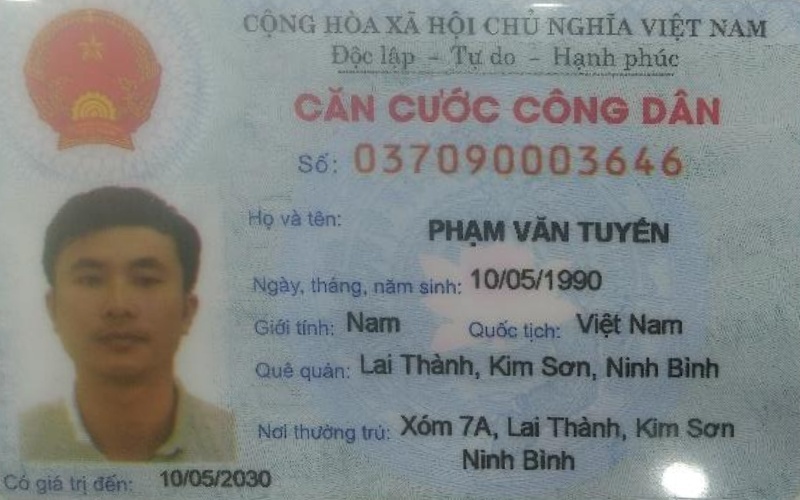 CỘNG HÒA XÃ HỘI CHỦ NGHĨA VIỆT NAM
Độc lập - Tự do - Hạnh phúc
CĂN CƯỚC CÔNG DÂN
Số: 037090003646
Họ và tên:
PHẠM VĂN TUYẾN
Ngày, tháng, năm sinh: 10/05/1990
Giới tính: Nam Quốc tịch: Việt Nam
Quê quán: Lai Thành, Kim Sơn, Ninh Bình
Nơi thường trú: Xóm 7A, Lai Thành, Kim Sơn
Ninh Bình
Có giá trị đến: 10/05/2030